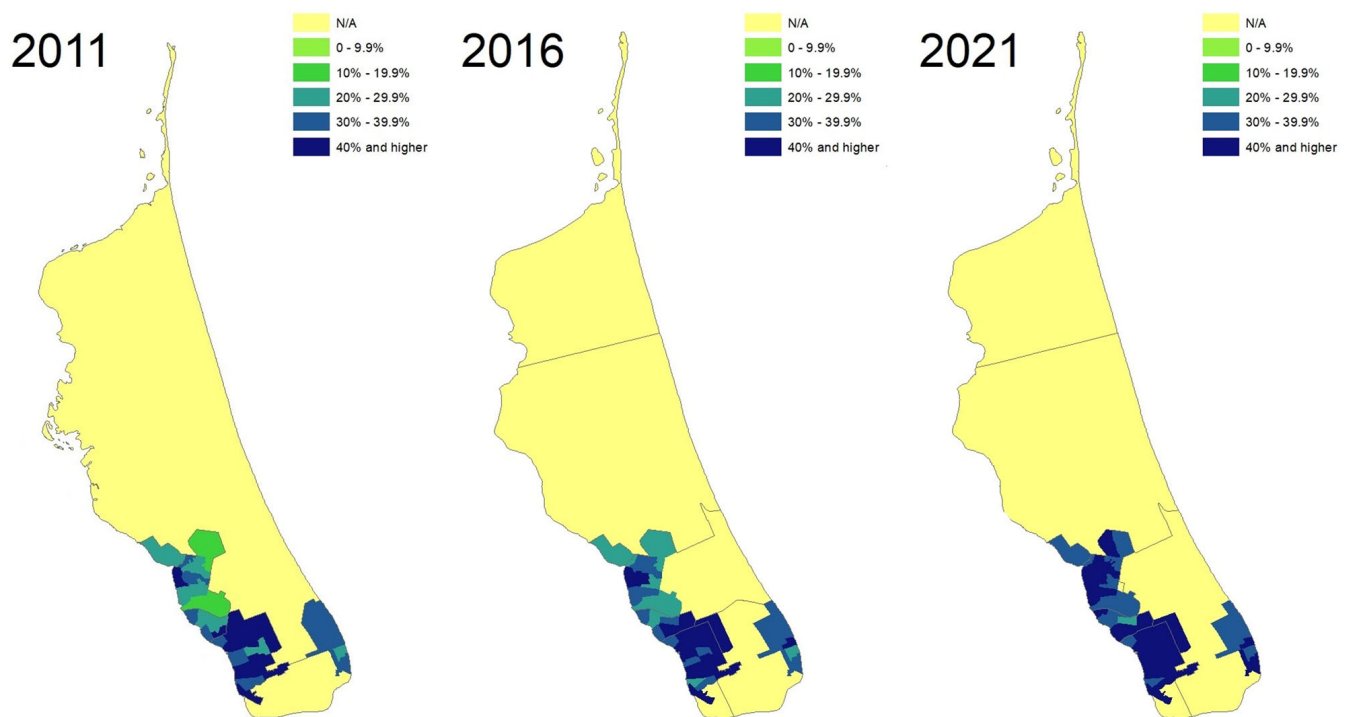 2011
N/A
0 - 9.9%
10% - 19.9%
20% - 29.9%
30% - 39.9%
40% and higher
2016
N/A
0 - 9.9%
10% - 19.9%
20% - 29.9%
30% - 39.9%
40% and higher
2021
N/A
0 - 9.9%
10% - 19.9%
20% - 29.9%
30% - 39.9%
40% and higher